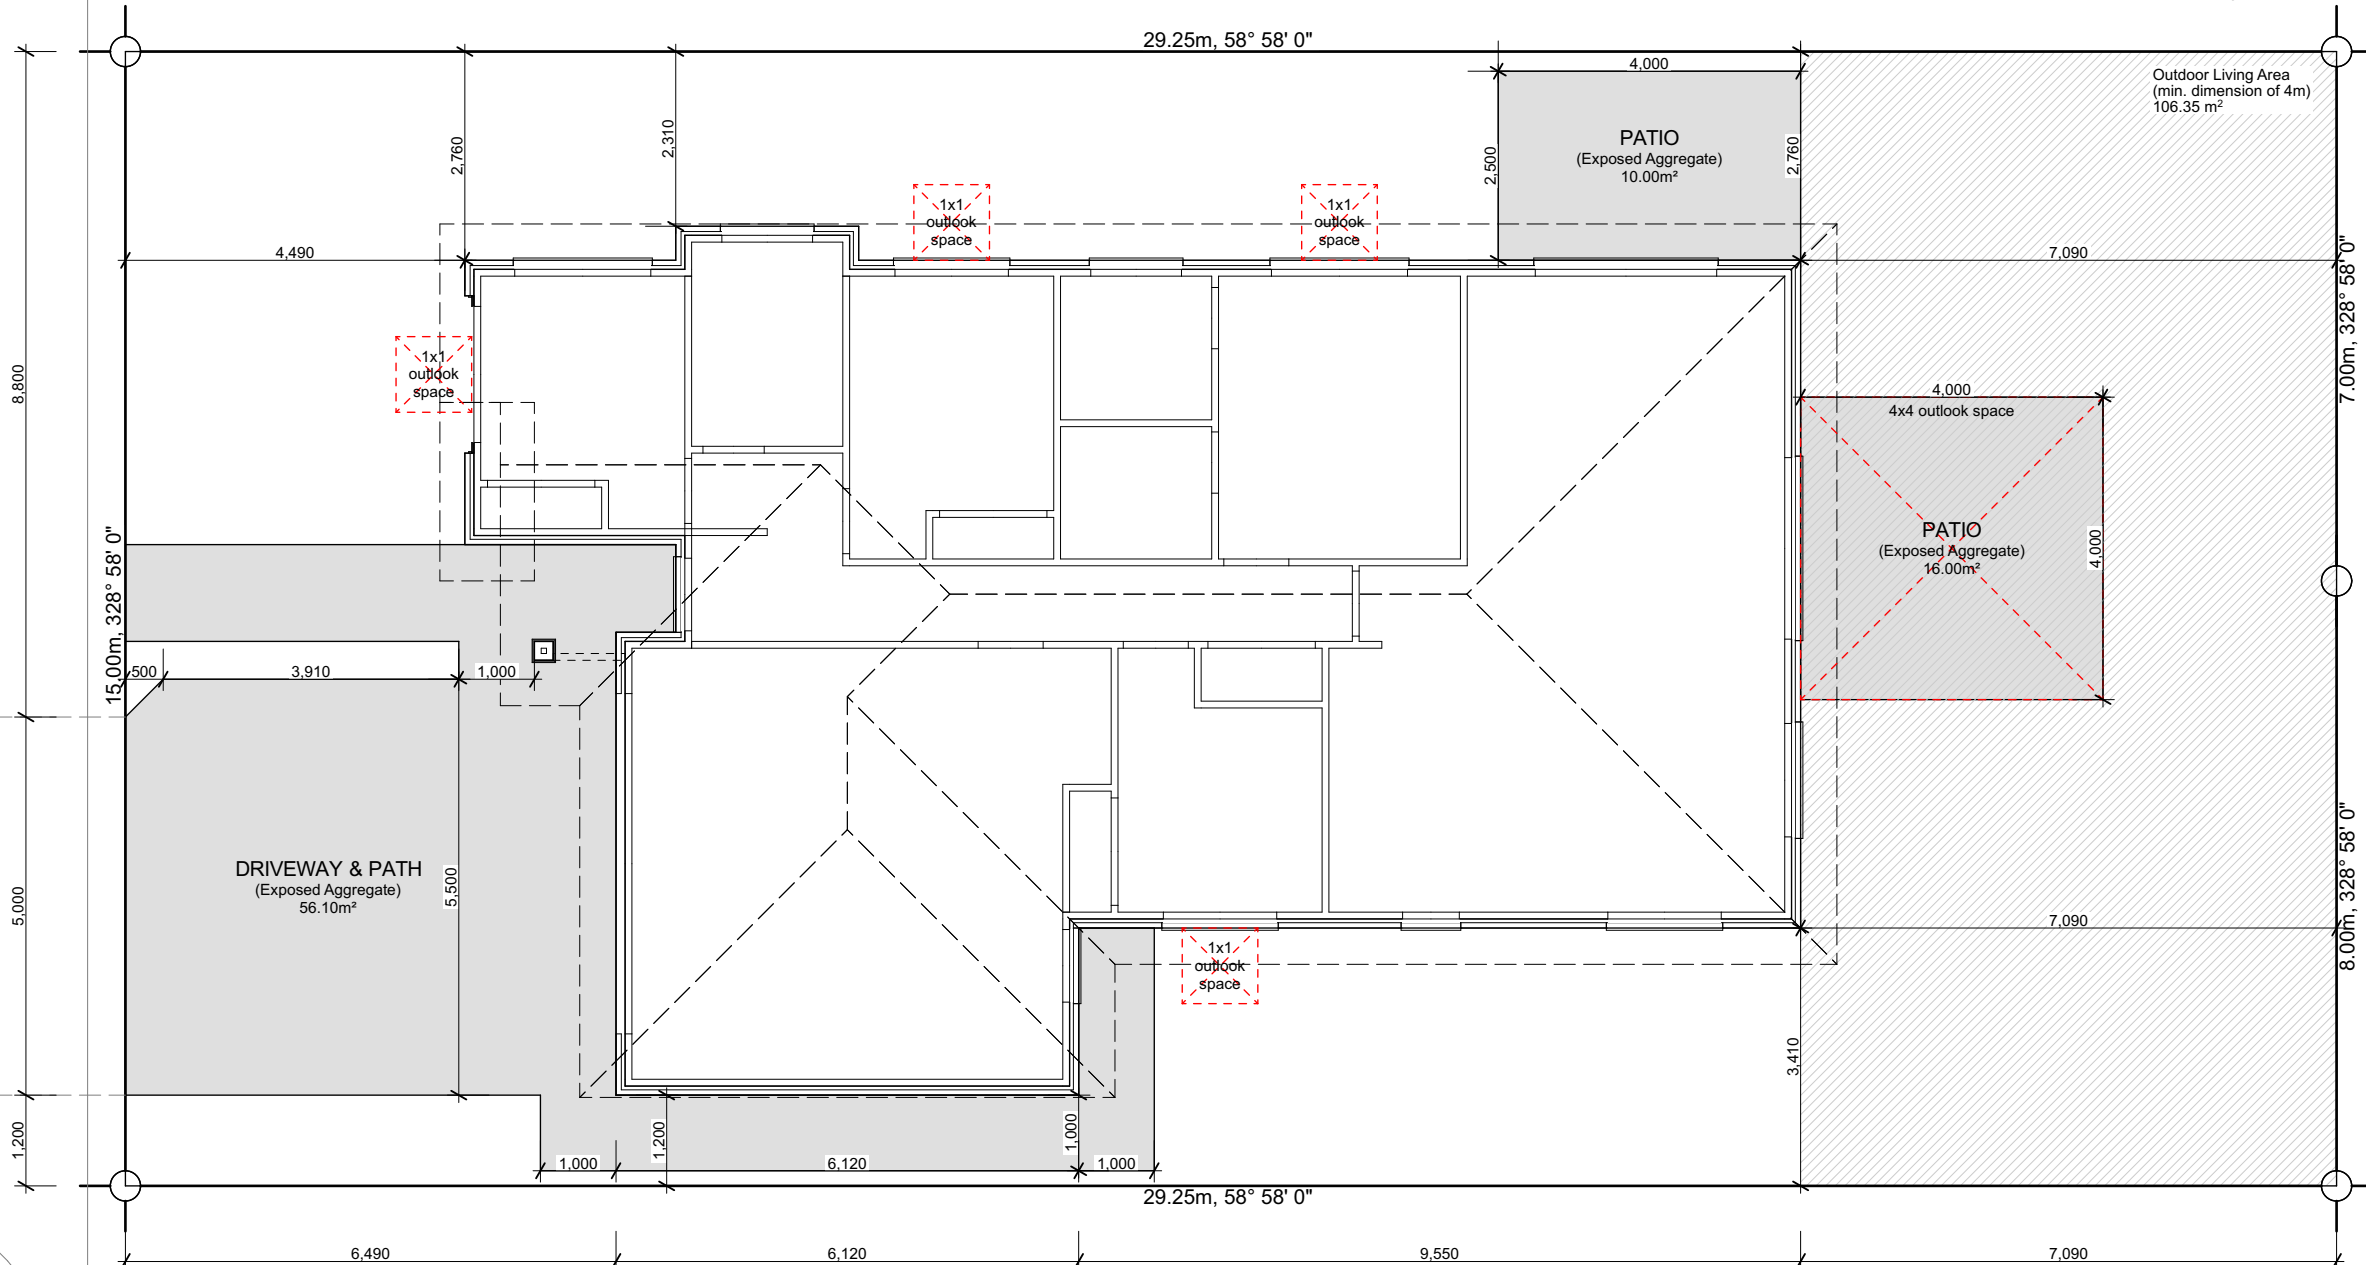 29.25m, 58° 58' 0"
4,000
Outdoor Living Area
(min. dimension of 4m)
106.35 m²
2,760
2,310
2,500
PATIO
(Exposed Aggregate)
10.00m²
2,760
1x1
outlook
space
1x1
outlook
space
4,490
7,090
7.00m, 328° 58' 0"
8,800
1x1
outlook
space
4,000
4x4 outlook space
PATIO
(Exposed Aggregate)
16.00m²
4,000
15.00m, 328° 58' 0"
500
3,910
1,000
DRIVEWAY & PATH
(Exposed Aggregate)
56.10m²
5,500
5,000
7,090
8.00m, 328° 58' 0"
1x1
outlook
space
3,410
1,200
1,200
1,000
1,000
6,120
1,000
29.25m, 58° 58' 0"
6,490
6,120
9,550
7,090